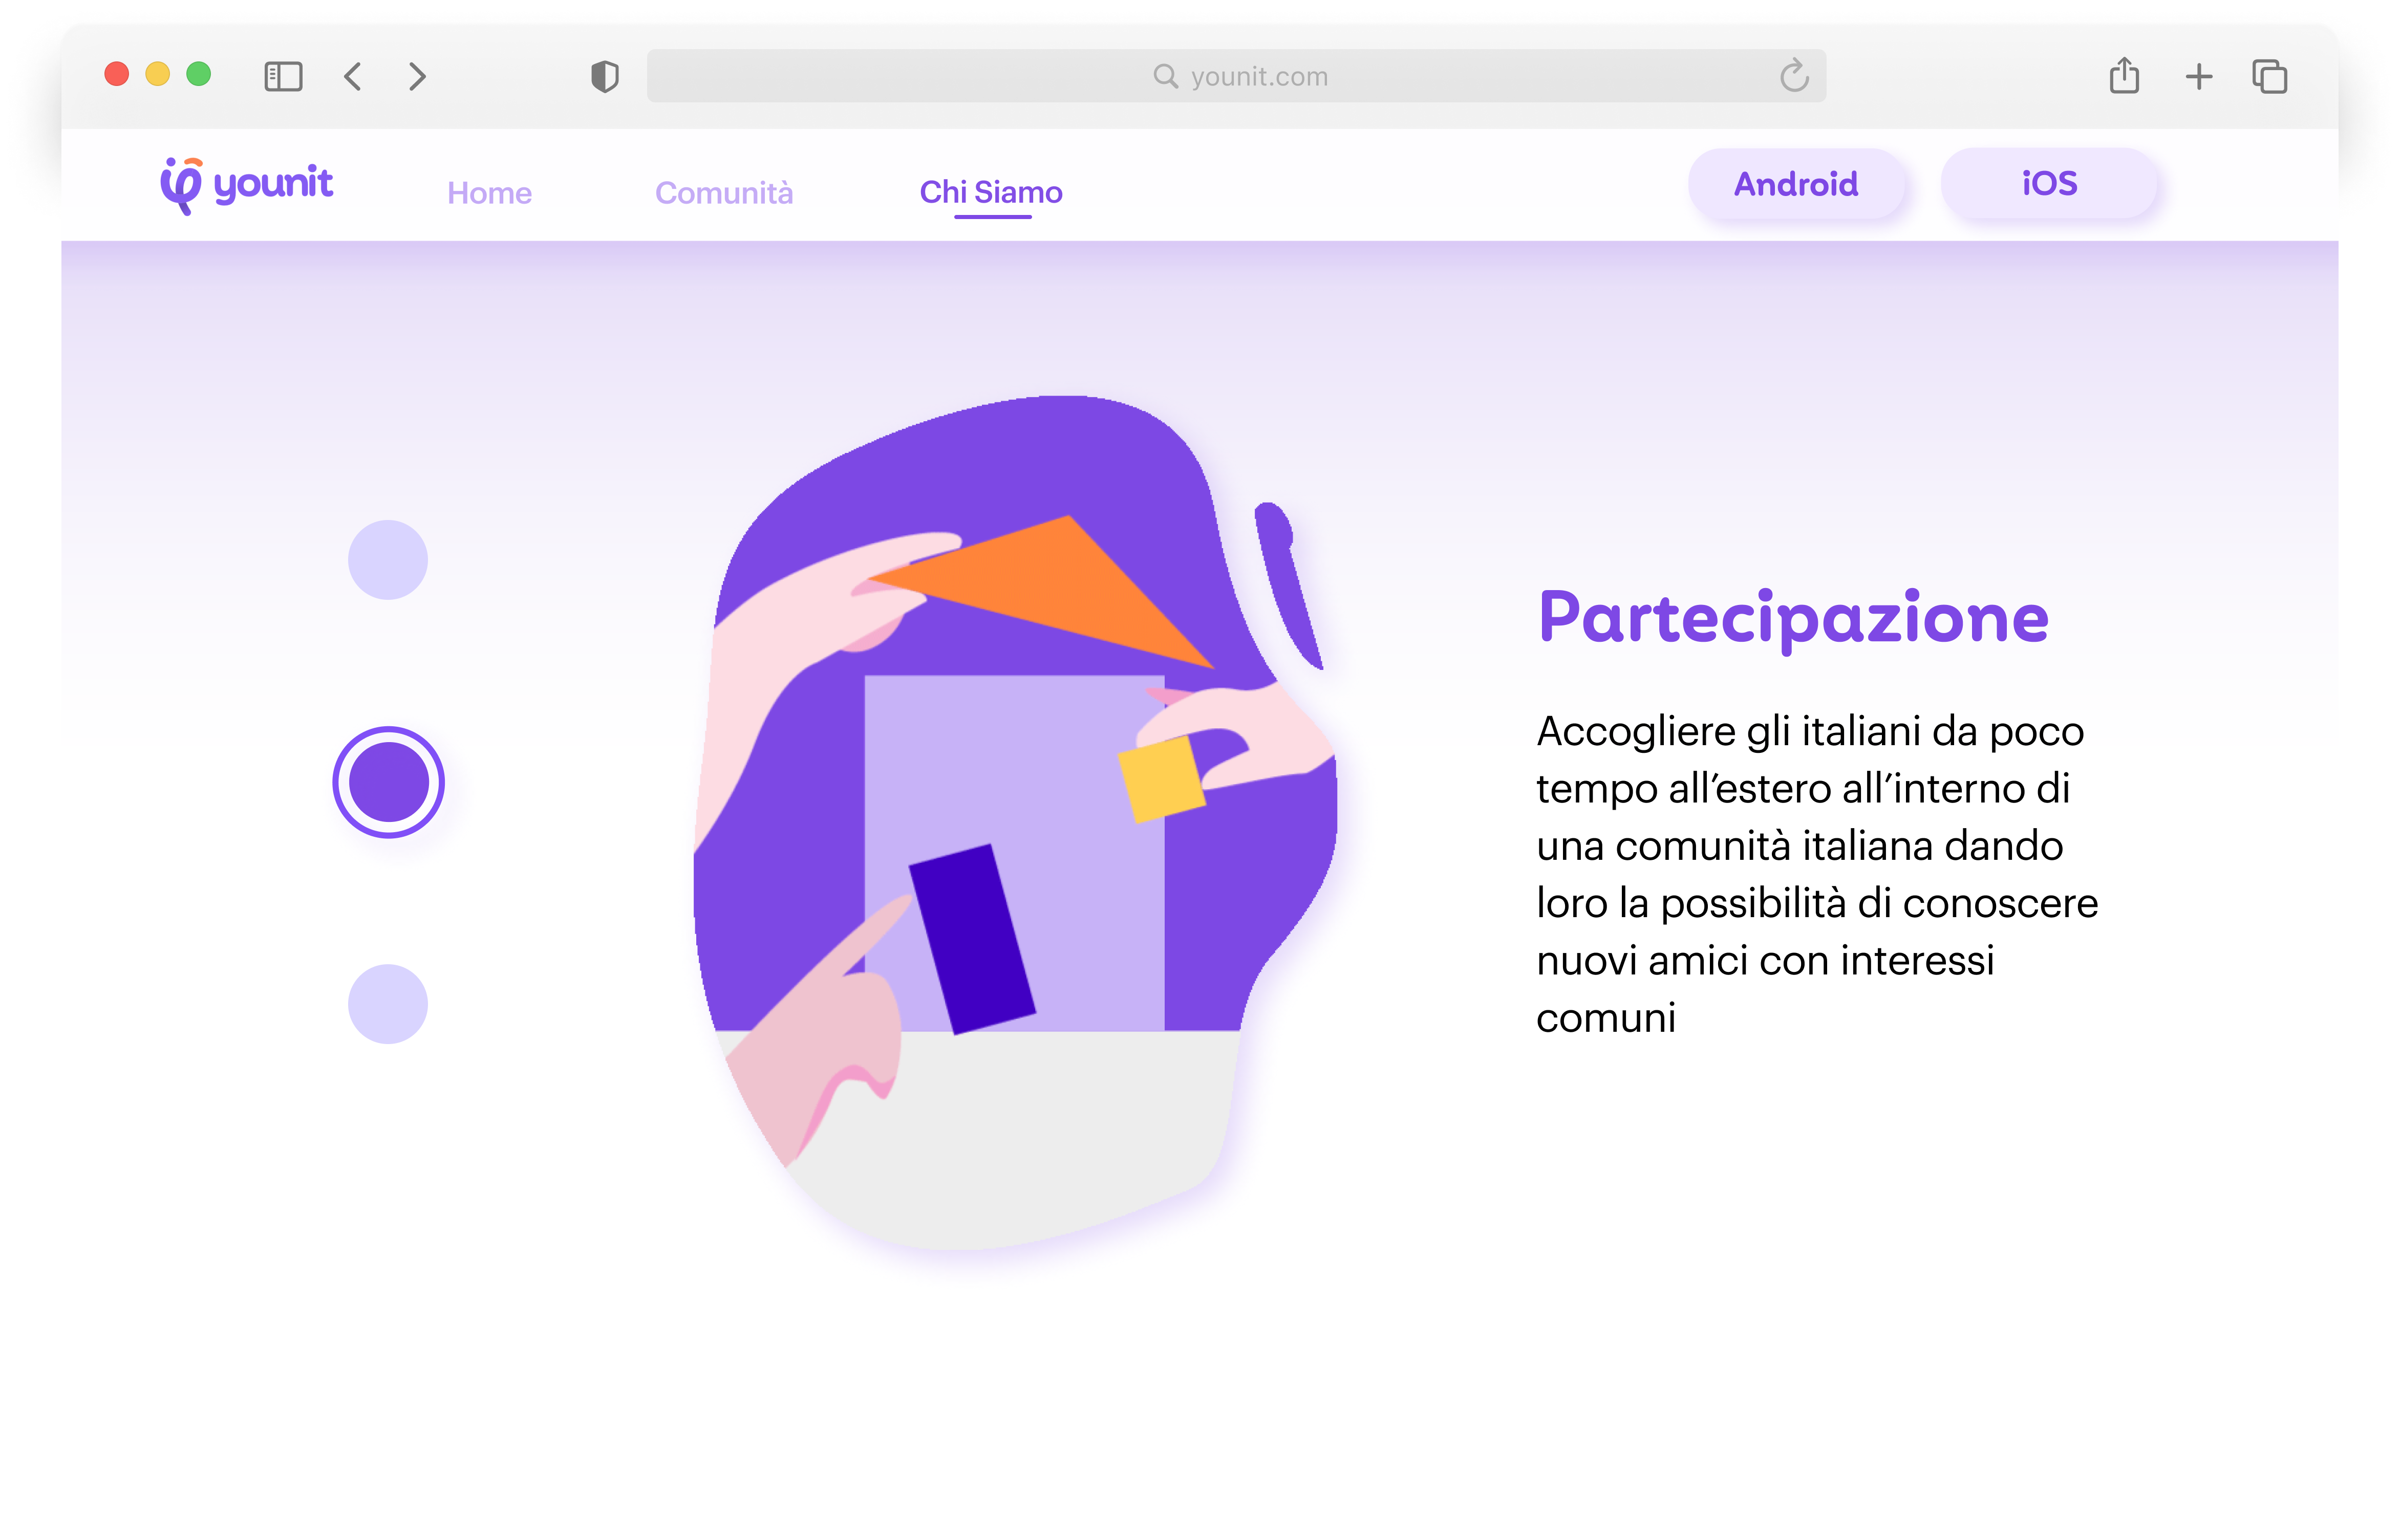 younit.com
younit
Home
Comunità
Chi Siamo
Android
iOS
Partecipazione
Accogliere gli italiani da poco
tempo all’estero all’interno di
una comunità italiana dando
loro la possibilità di conoscere
nuovi amici con interessi
comuni